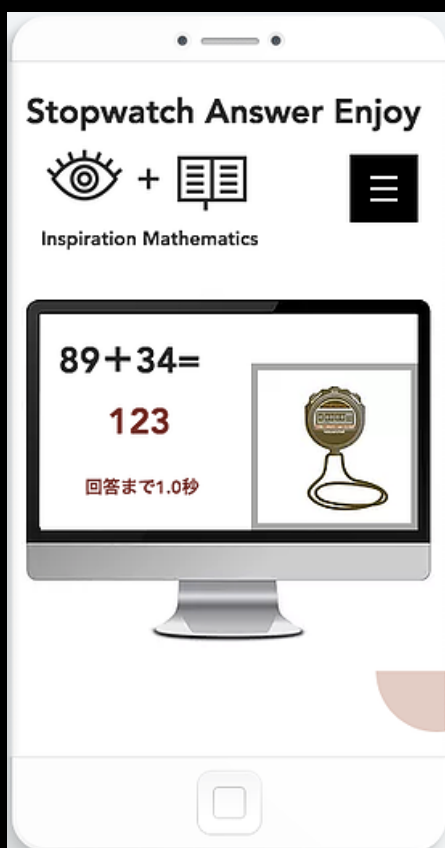 Stopwatch Answer Enjoy
+
Inspiration Mathematics
89+34=
123
回答まで1.0秒